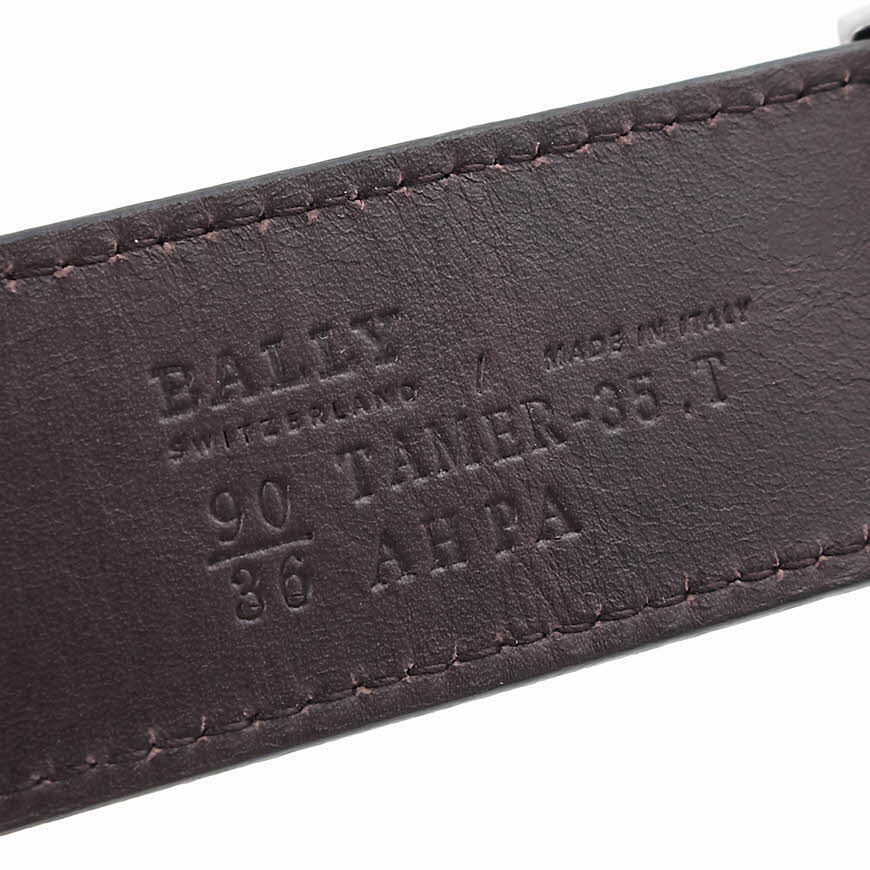 BALLY
SWITZERLAND / MADE IN ITALY
90 TAMER-35.T
36 AHPA